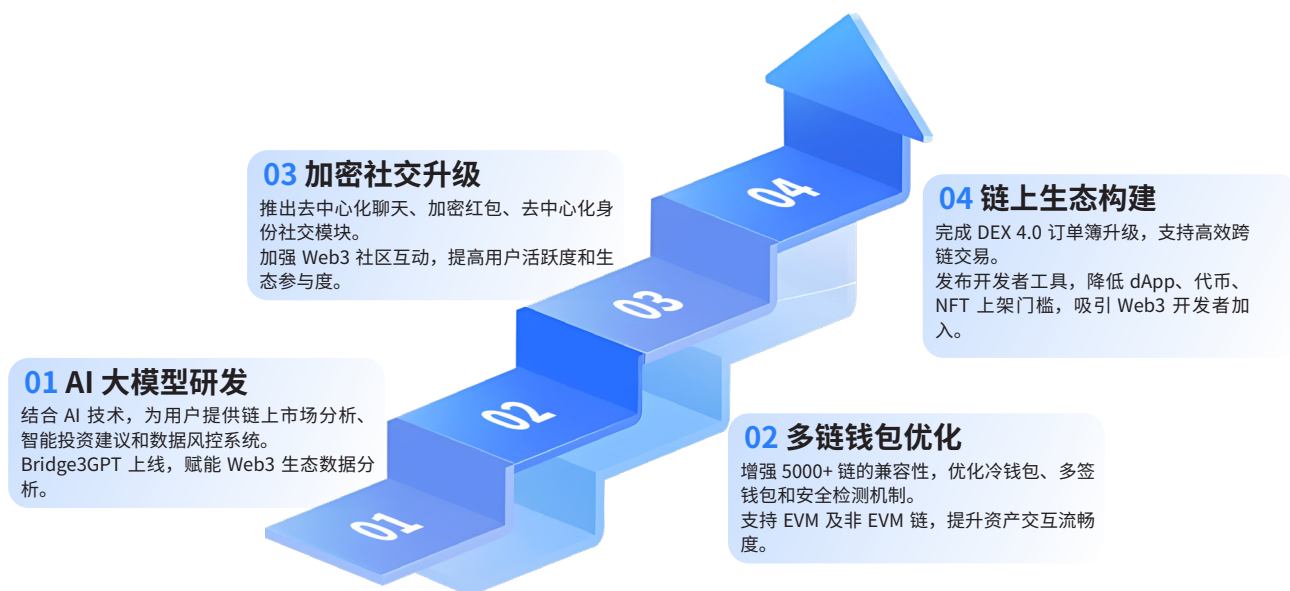 03 加密社交升级
推出去中心化聊天、加密红包、去中心化身
份社交模块。
加强 Web3 社区互动，提高用户活跃度和生
态参与度。
04 链上生态构建
完成 DEX 4.0 订单簿升级，支持高效跨
链交易。
发布开发者工具，降低 dApp、代币、
NFT 上架门槛，吸引 Web3 开发者加
入。
01 AI 大模型研发
结合 AI 技术，为用户提供链上市场分析、
智能投资建议和数据风控系统。
Bridge3GPT 上线，赋能 Web3 生态数据分
析。
02 多链钱包优化
增强 5000+ 链的兼容性，优化冷钱包、多签
钱包和安全检测机制。
支持 EVM 及非 EVM 链，提升资产交互流畅
度。
04
03
02
01